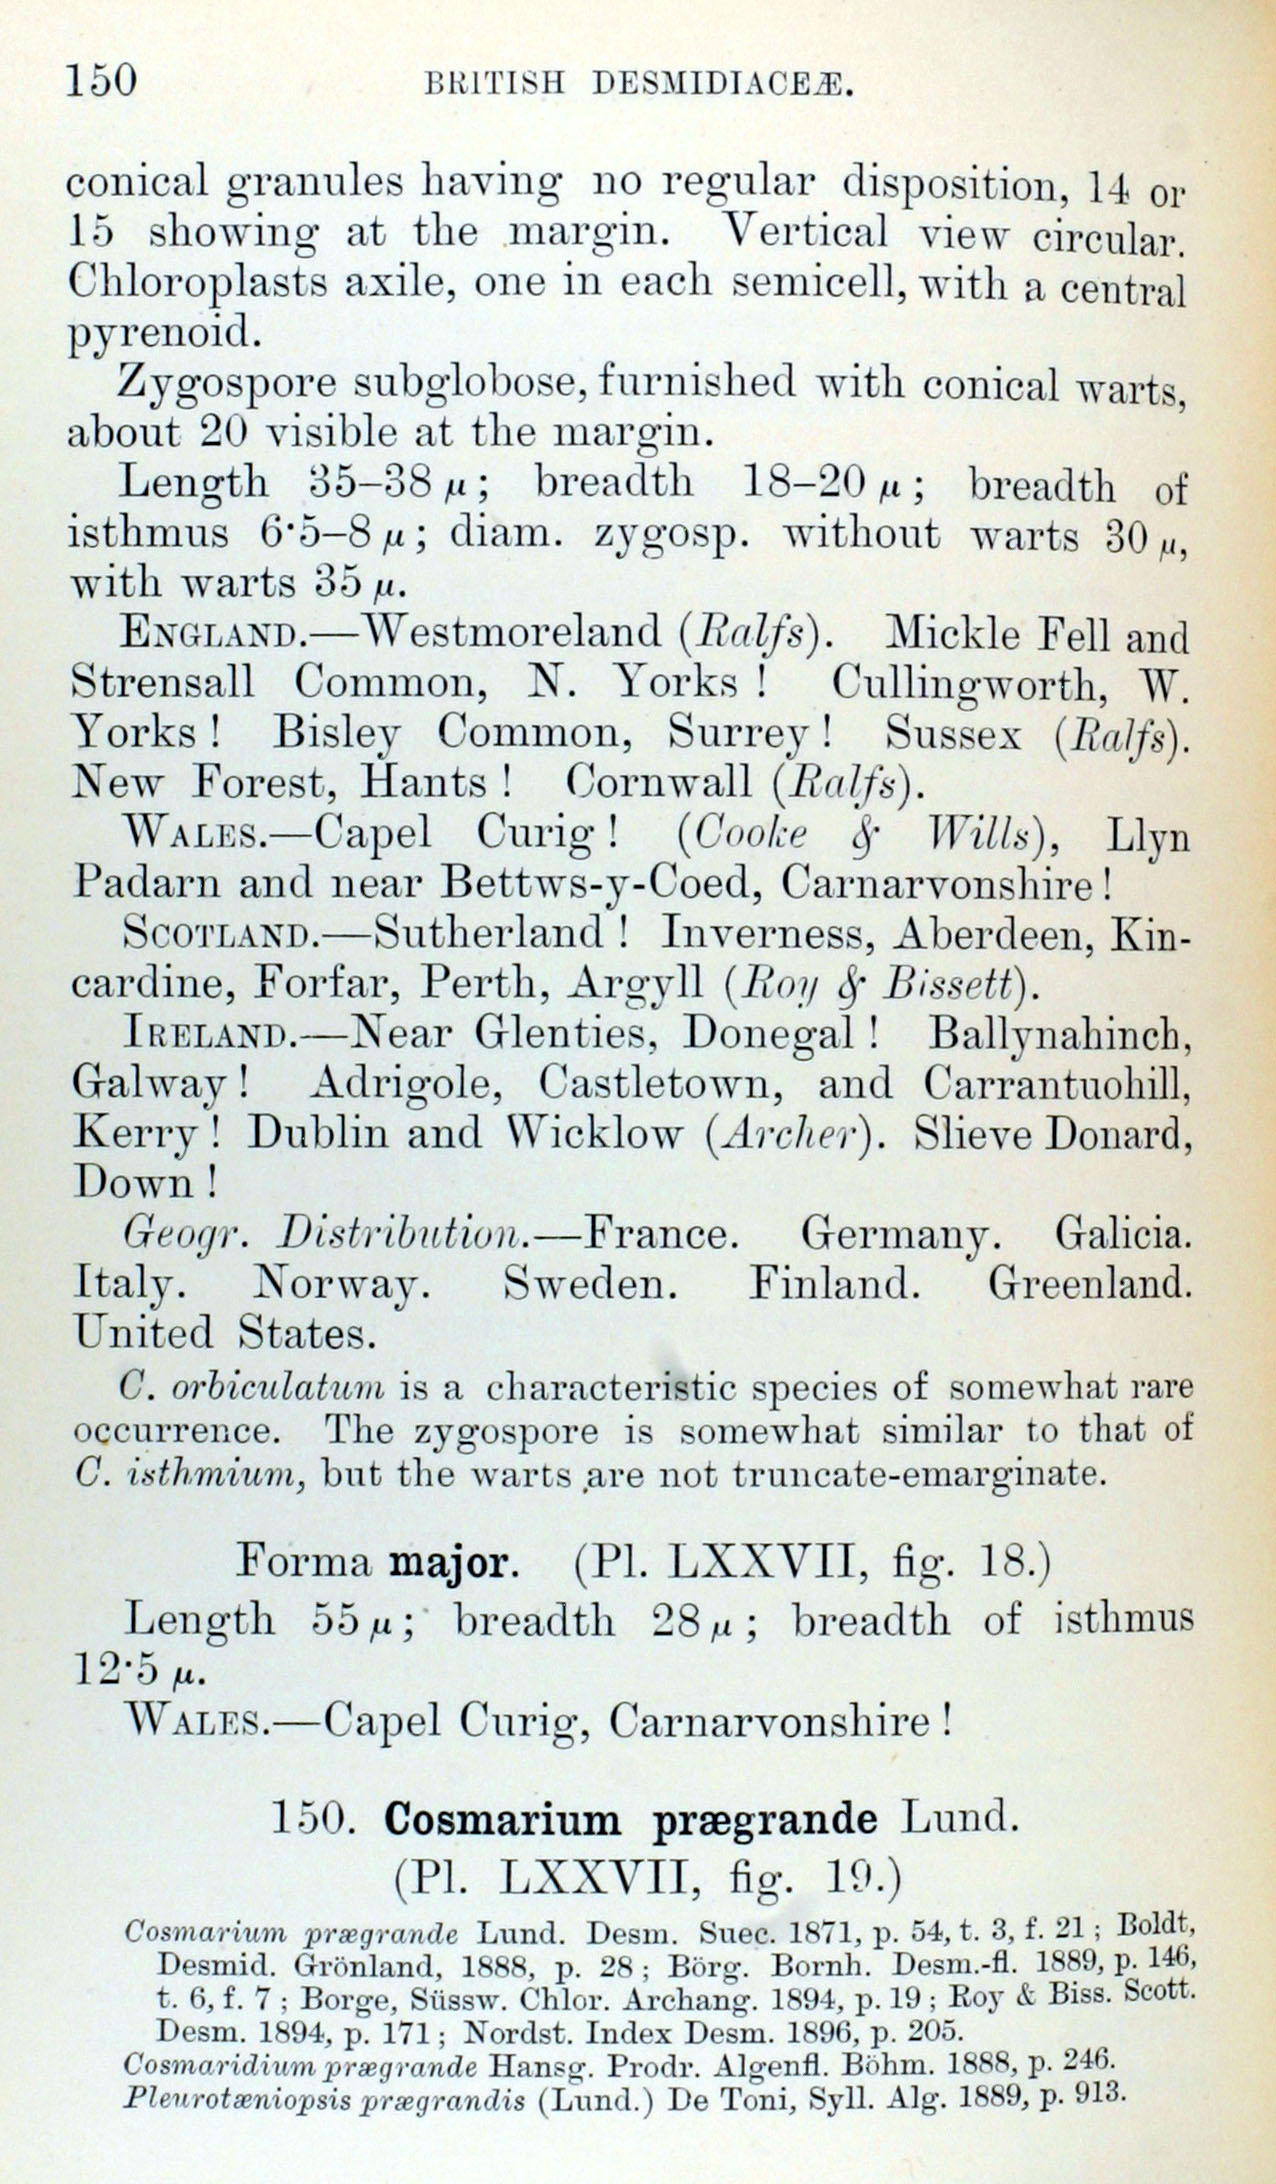 150 BRITISH DESMIDIACEÆ.
conical granules having no regular disposition, 14 or
15 showing at the margin. Vertical view circular.
Chloroplasts axile, one in each semicell, with a central
pyrenoid.
Zygospore subglobose, furnished with conical warts,
about 20 visible at the margin.
Length 35–38 μ; breadth 18–20 μ; breadth of
isthmus 6·5–8 μ; diam. zygosp. without warts 30 μ,
with warts 35 μ.
ENGLAND.—Westmoreland (Ralfs). Mickle Fell and
Strensall Common, N. Yorks! Cullingworth, W.
Yorks! Bisley Common, Surrey! Sussex (Ralfs).
New Forest, Hants! Cornwall (Ralfs).
WALES.—Capel Curig! (Cooke & Wills), Llyn
Padarn and near Bettws-y-Coed, Carnarvonshire!
SCOTLAND.—Sutherland! Inverness, Aberdeen, Kin-
cardine, Forfar, Perth, Argyll (Roy & Bissett).
IRELAND.—Near Glenties, Donegal! Ballynahinch,
Galway! Adrigole, Castletown, and Carrantuohill,
Kerry! Dublin and Wicklow (Archer). Slieve Donard,
Down!
Geogr. Distribution.—France. Germany. Galicia.
Italy. Norway. Sweden. Finland. Greenland.
United States.
C. orbiculatum is a characteristic species of somewhat rare
occurrence. The zygospore is somewhat similar to that of
C. isthmium, but the warts are not truncate-emarginate.
Forma major. (Pl. LXXVII, fig. 18.)
Length 55 μ; breadth 28 μ; breadth of isthmus
12·5 μ.
WALES.—Capel Curig, Carnarvonshire!
150. Cosmarium prægrande Lund.
(Pl. LXXVII, fig. 19.)
Cosmarium prægrande Lund. Desm. Suec. 1871, p. 54, t. 3, f. 21; Boldt,
Desmid. Grönland, 1888, p. 28; Börg. Bornh. Desm.-fl. 1889, p. 146,
t. 6, f. 7; Borge, Süssw. Chlor. Archang. 1894, p. 19; Roy & Biss. Scott.
Desm. 1894, p. 171; Nordst. Index Desm. 1896, p. 205.
Cosmaridium prægrande Hansg. Prodr. Algenfl. Böhm. 1888, p. 246.
Pleurotæniopsis prægrandis (Lund.) De Toni, Syll. Alg. 1889, p. 913.